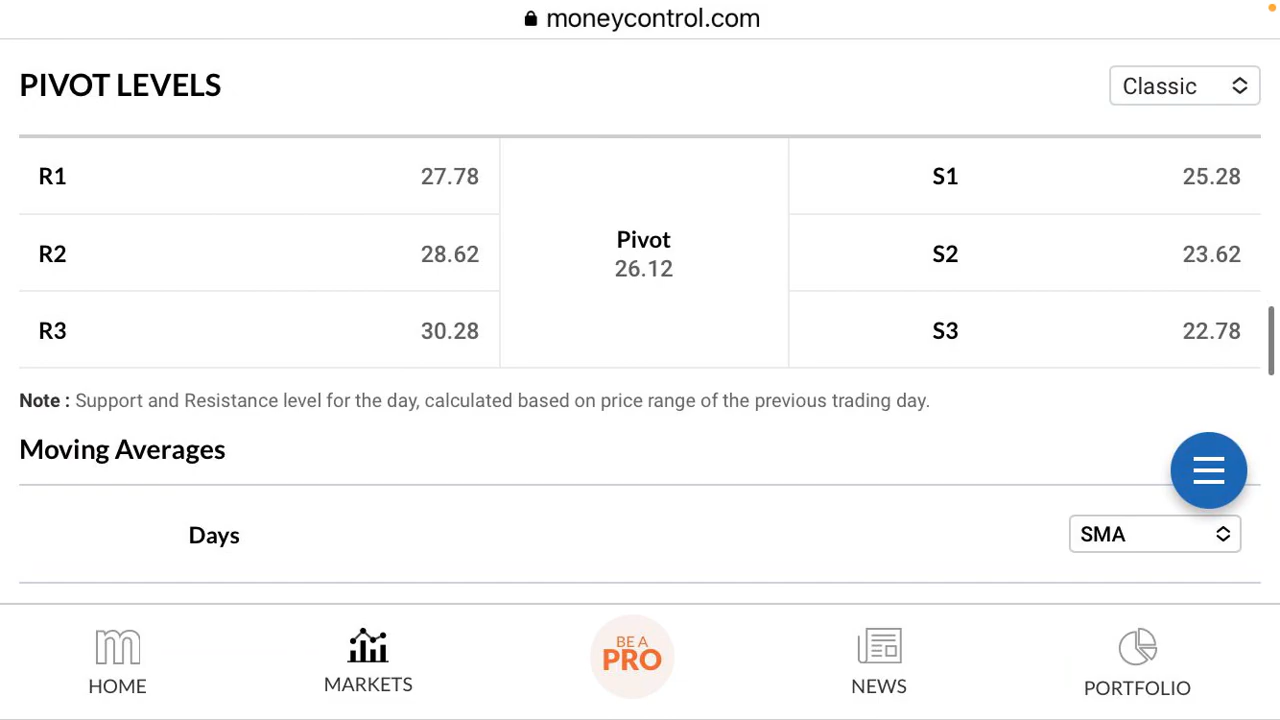 moneycontrol.com
PIVOT LEVELS
Classic
R1 27.78 S1 25.28
Pivot
R2 28.62 S2 23.62
26.12
R3 30.28 S3 22.78
Note : Support and Resistance level for the day, calculated based on price range of the previous trading day.
Moving Averages
Days SMA
BE A
PRO
HOME MARKETS NEWS PORTFOLIO